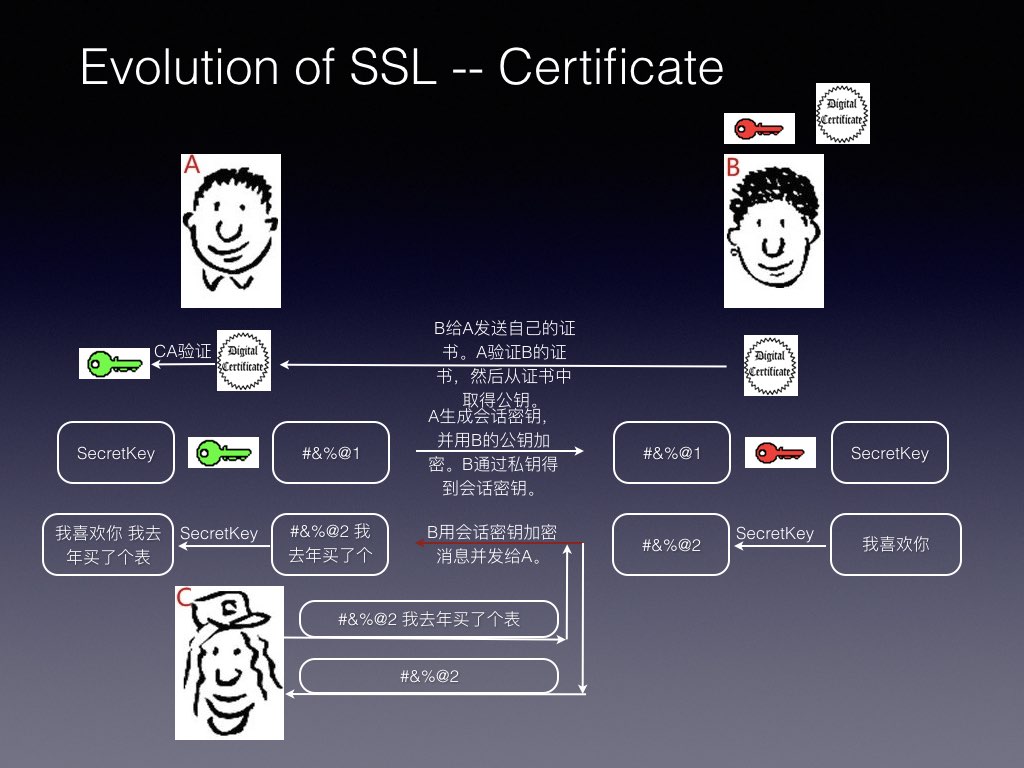 Evolution of SSL -- Certificate
Digital
Certificate
A
B
B给A发送自己的证
书。A验证B的证
书，然后从证书中
取得公钥。
CA验证
Digital
Certificate
Digital
Certificate
A生成会话密钥，
并用B的公钥加
密。B通过私钥得
到会话密钥。
SecretKey
#&%@1
#&%@1
SecretKey
我喜欢你 我去
年买了个表
SecretKey
#&%@2 我
去年买了个
B用会话密钥加密
消息并发给A。
#&%@2
SecretKey
我喜欢你
C
#&%@2 我去年买了个表
#&%@2